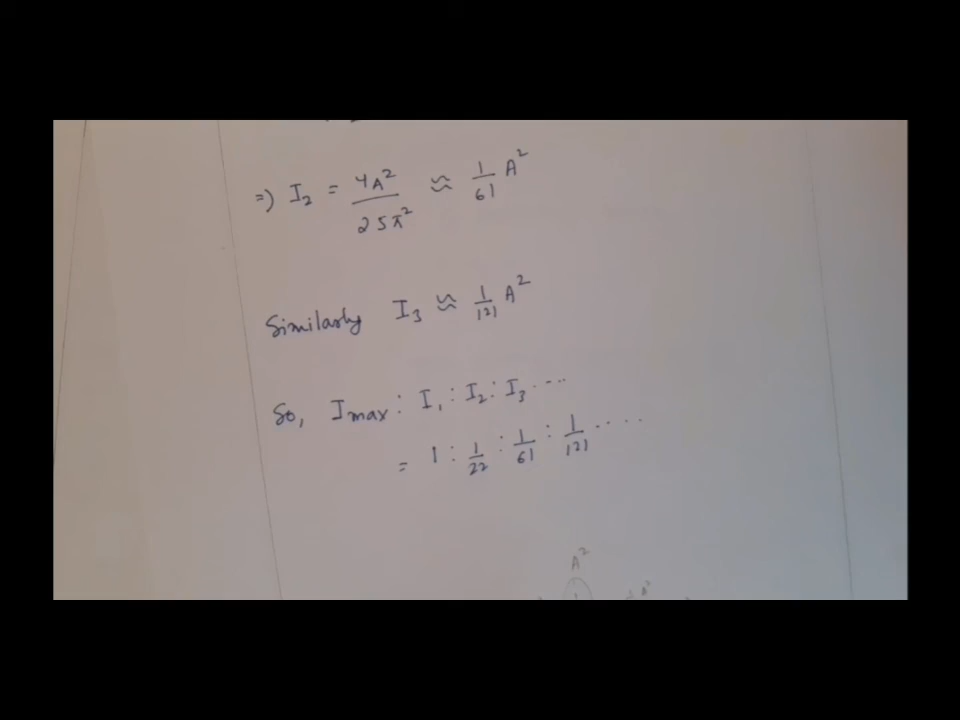 =) I₂ = 4A² / 25π² ≈ 1/61 A²
Similarly I₃ ≈ 1/121 A²
So, Imax : I₁ : I₂ : I₃ ....
= 1 : 1/22 : 1/61 : 1/121 .....
A²